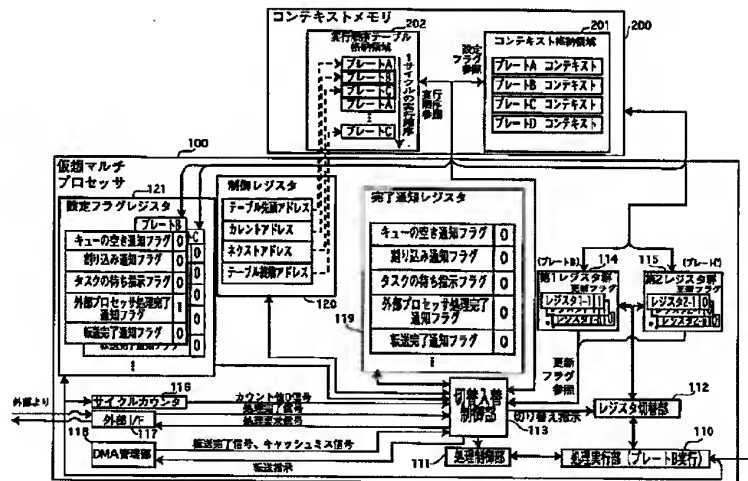 コンテキストメモリ
202
201
200
実行順序テーブル
格納領域
コンテキスト格納領域
プレートA
プレートB
プレートC
プレートA
プレートC
1サイクルの実行順序
実行順序参照
設定フラグ参照
プレートA コンテキスト
プレートB コンテキスト
プレートC コンテキスト
プレートD コンテキスト
100
仮想マルチ
プロセッサ
121
設定フラグレジスタ
プレートB
C
キューの空き通知フラグ 0
割り込み通知フラグ 0
タスクの待ち指示フラグ 0
外部プロセッサ処理完了
通知フラグ
転送完了通知フラグ 0
制御レジスタ
テーブル先頭アドレス
カレントアドレス
ネクストアドレス
テーブル終端アドレス
120
完了通知レジスタ
キューの空き通知フラグ 0
割り込み通知フラグ 0
タスクの待ち指示フラグ 0
外部プロセッサ処理完了
通知フラグ 0
転送完了通知フラグ 0
119
(プレートB)
114
第1レジスタ群
更新フラグ
レジスタ1-1 1
115
(プレートC)
第2レジスタ群
更新フラグ
レジスタ2-1 0
更新
フラグ
参照
116
サイクルカウンタ
カウント値0信号
外部より
処理完了信号
外部I/F
処理要求信号
117
118
DMA管理部
転送完了信号、キャッシュミス信号
転送指示
切替入替
制御部
113
切り替え指示
112
レジスタ切替部
111
処理制御部
110
処理実行部(プレートB実行)